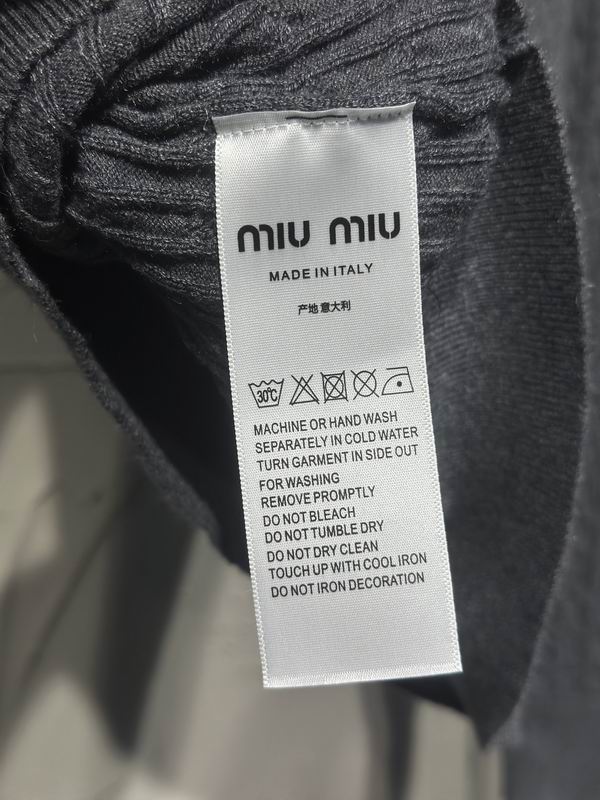 MIU MIU
MADE IN ITALY
产地 意大利
30℃
MACHINE OR HAND WASH
SEPARATELY IN COLD WATER
TURN GARMENT IN SIDE OUT
FOR WASHING
REMOVE PROMPTLY
DO NOT BLEACH
DO NOT TUMBLE DRY
DO NOT DRY CLEAN
TOUCH UP WITH COOL IRON
DO NOT IRON DECORATION